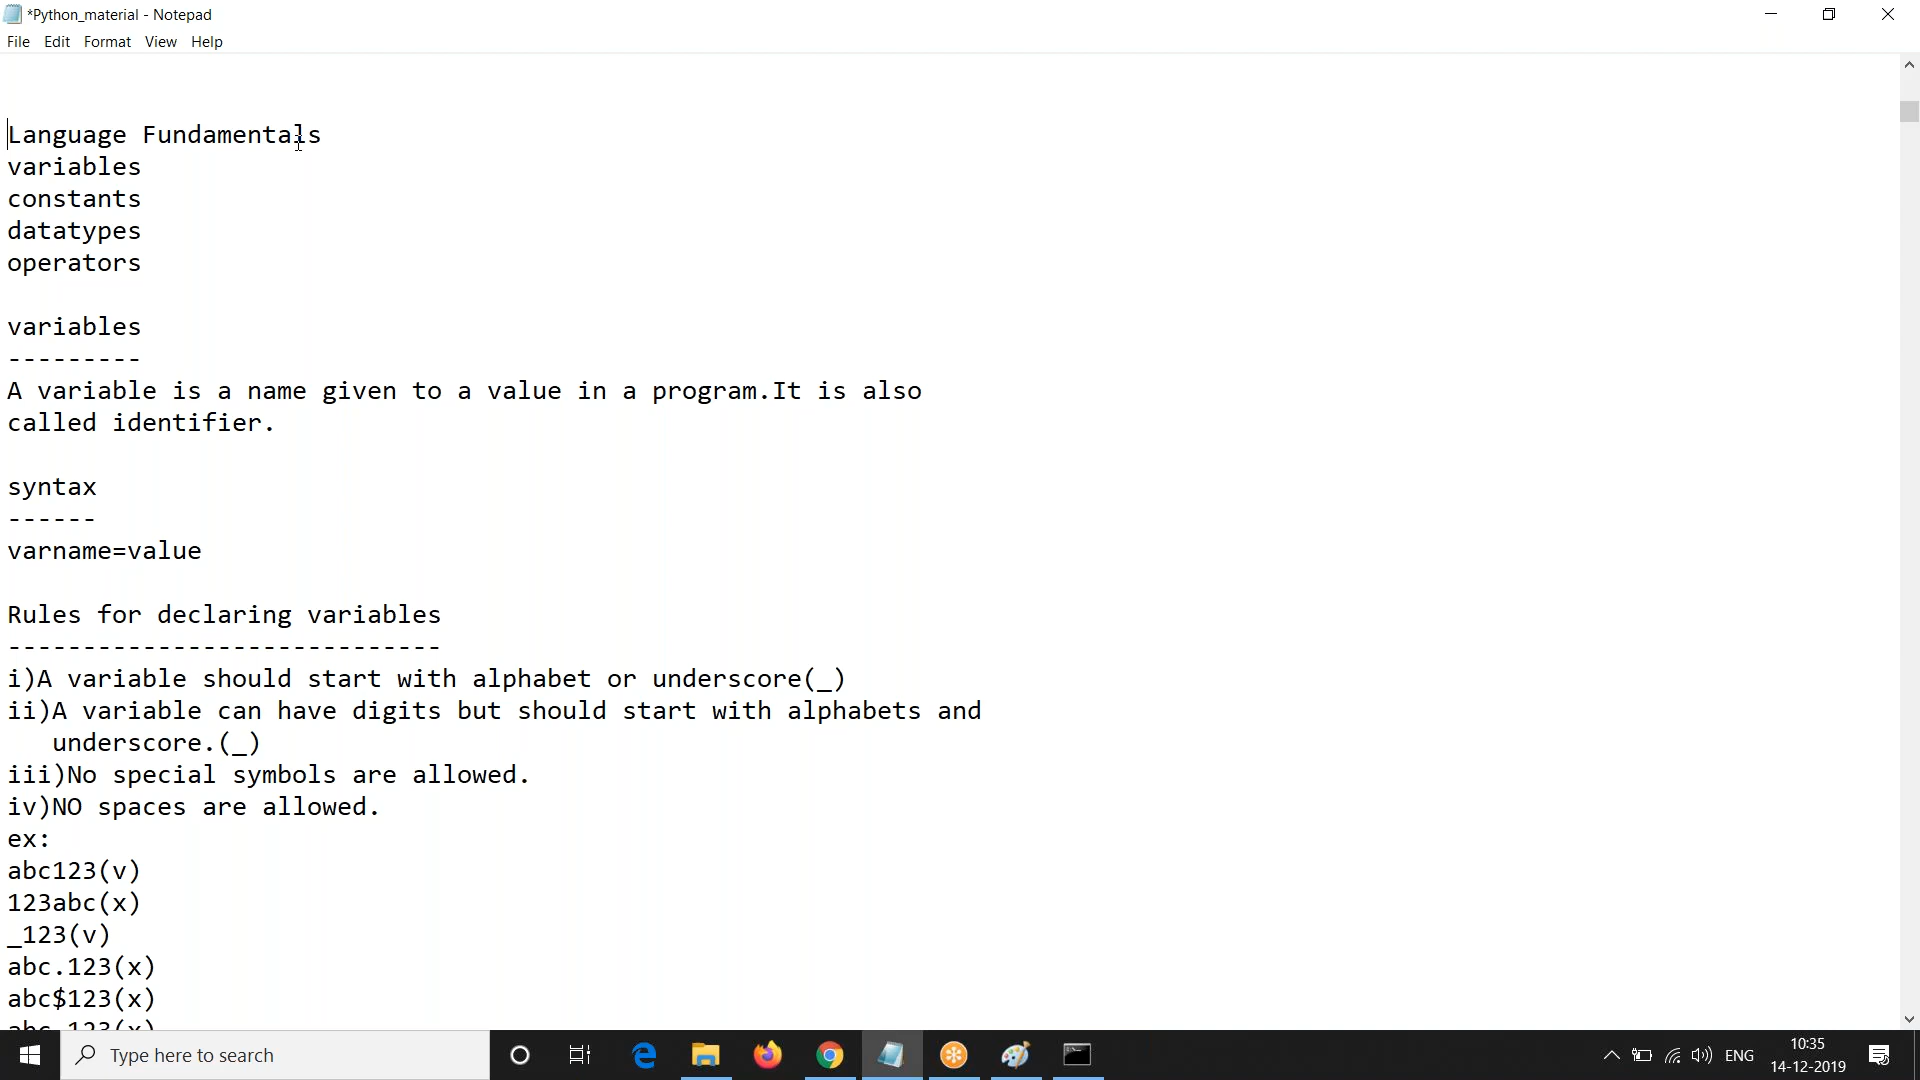 *Python_material - Notepad
File Edit Format View Help
Language Fundamentals
variables
constants
datatypes
operators
variables
---------
A variable is a name given to a value in a program.It is also
called identifier.
syntax
------
varname=value
Rules for declaring variables
-----------------------------
i)A variable should start with alphabet or underscore(_)
ii)A variable can have digits but should start with alphabets and
underscore.(_)
iii)No special symbols are allowed.
iv)NO spaces are allowed.
ex:
abc123(v)
123abc(x)
_123(v)
abc.123(x)
abc$123(x)
Type here to search
ENG
10:35
14-12-2019